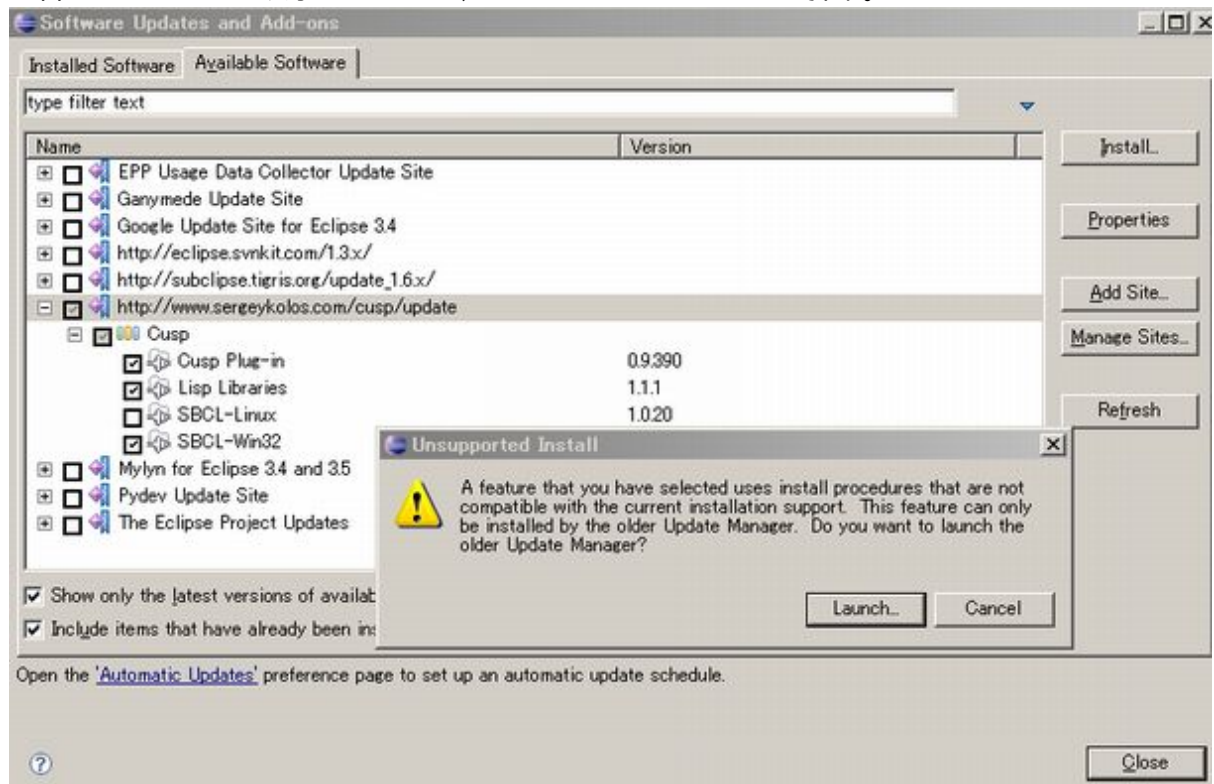 Software Updates and Add-ons
Installed Software Available Software
type filter text
Name Version
Install...
EPP Usage Data Collector Update Site
Ganymede Update Site
Google Update Site for Eclipse 3.4
Properties
http://eclipse.svnkit.com/1.3.x/
http://subclipse.tigris.org/update_1.6.x/
http://www.sergeykolos.com/cusp/update
Add Site...
Cusp
Manage Sites...
Cusp Plug-in 0.9.390
Lisp Libraries 1.1.1
SBCL-Linux 1.0.20
Refresh
SBCL-Win32
Mylyn for Eclipse 3.4 and 3.5
Pydev Update Site
The Eclipse Project Updates
Unsupported Install
A feature that you have selected uses install procedures that are not
compatible with the current installation support. This feature can only
be installed by the older Update Manager. Do you want to launch the
older Update Manager?
Launch... Cancel
Show only the latest versions of availab
Include items that have already been ins
Open the 'Automatic Updates' preference page to set up an automatic update schedule.
Close